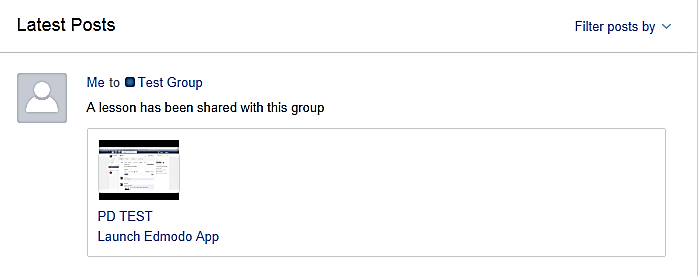 Latest Posts
Filter posts by
Me to Test Group
A lesson has been shared with this group
PD TEST
Launch Edmodo App